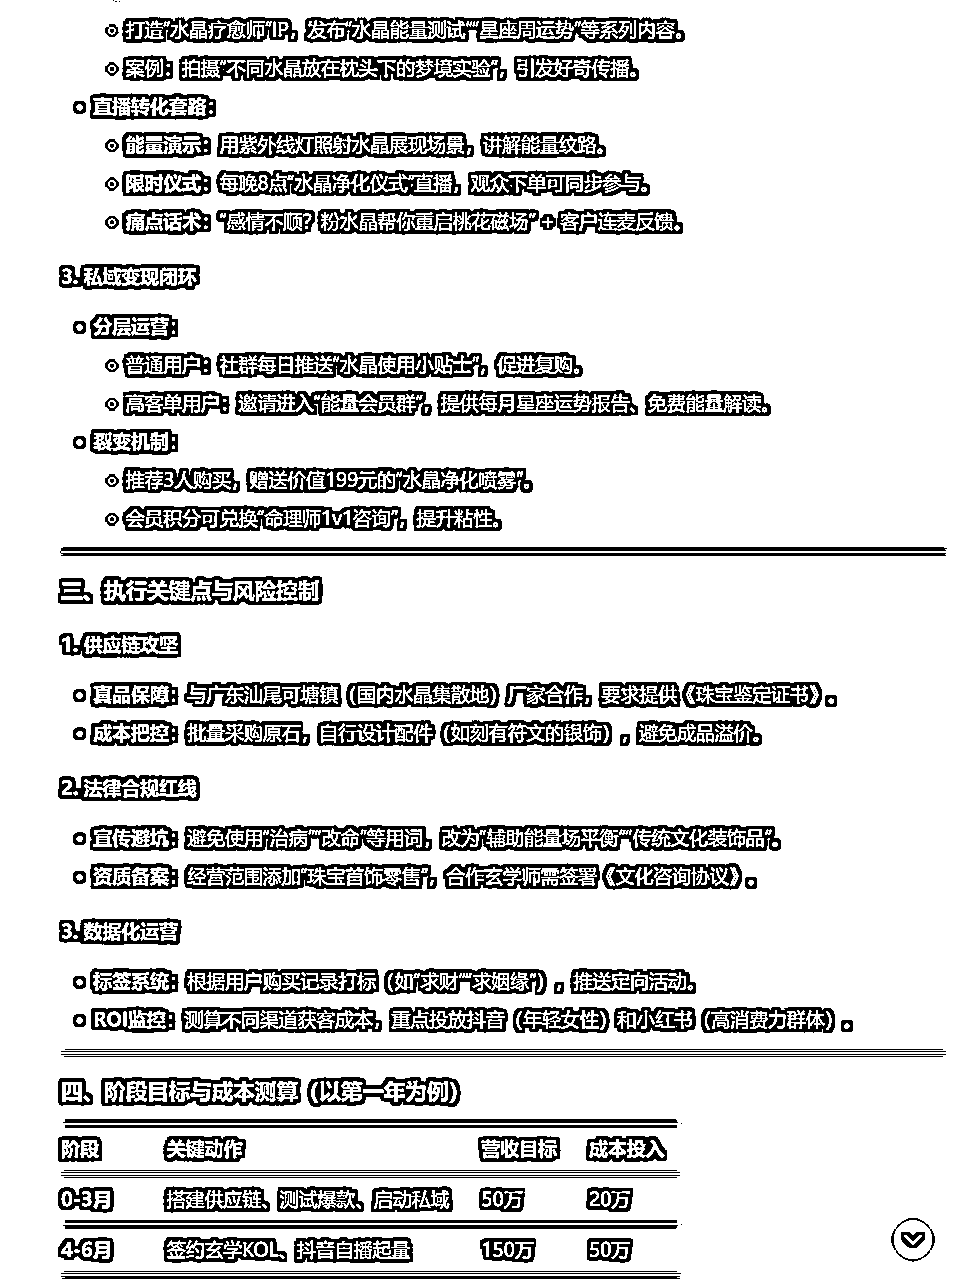 打造“水晶疗愈师”IP，发布“水晶能量测试”“星座周运势”等系列内容。
案例：拍摄“不同水晶放在枕头下的梦境实验”，引发好奇传播。
直播转化套路：
能量演示：用紫外线灯照射水晶展现场景，讲解能量纹路。
限时仪式：每晚8点“水晶净化仪式”直播，观众下单可同步参与。
痛点话术：“感情不顺？粉水晶帮你重启桃花磁场” + 客户连麦反馈。
3. 私域变现闭环
分层运营：
普通用户：社群每日推送“水晶使用小贴士”，促进复购。
高客单用户：邀请进入“能量会员群”，提供每月星座运势报告、免费能量解读。
裂变机制：
推荐3人购买，赠送价值199元的“水晶净化喷雾”。
会员积分可兑换“命理师1v1咨询”，提升粘性。
三、执行关键点与风险控制
1. 供应链攻坚
真品保障：与广东汕尾可塘镇（国内水晶集散地）厂家合作，要求提供《珠宝鉴定证书》。
成本把控：批量采购原石，自行设计配件（如刻有符文的银饰），避免成品溢价。
2. 法律合规红线
宣传避坑：避免使用“治病”“改命”等用词，改为“辅助能量场平衡”“传统文化装饰品”。
资质备案：经营范围添加“珠宝首饰零售”，合作玄学师需签署《文化咨询协议》。
3. 数据化运营
标签系统：根据用户购买记录打标（如“求财”“求姻缘”），推送定向活动。
ROI监控：测算不同渠道获客成本，重点投放抖音（年轻女性）和小红书（高消费力群体）。
四、阶段目标与成本测算（以第一年为例）
阶段 关键动作 营收目标 成本投入
0-3月 搭建供应链、测试爆款、启动私域 50万 20万
4-6月 签约玄学KOL、抖音自播起量 150万 50万